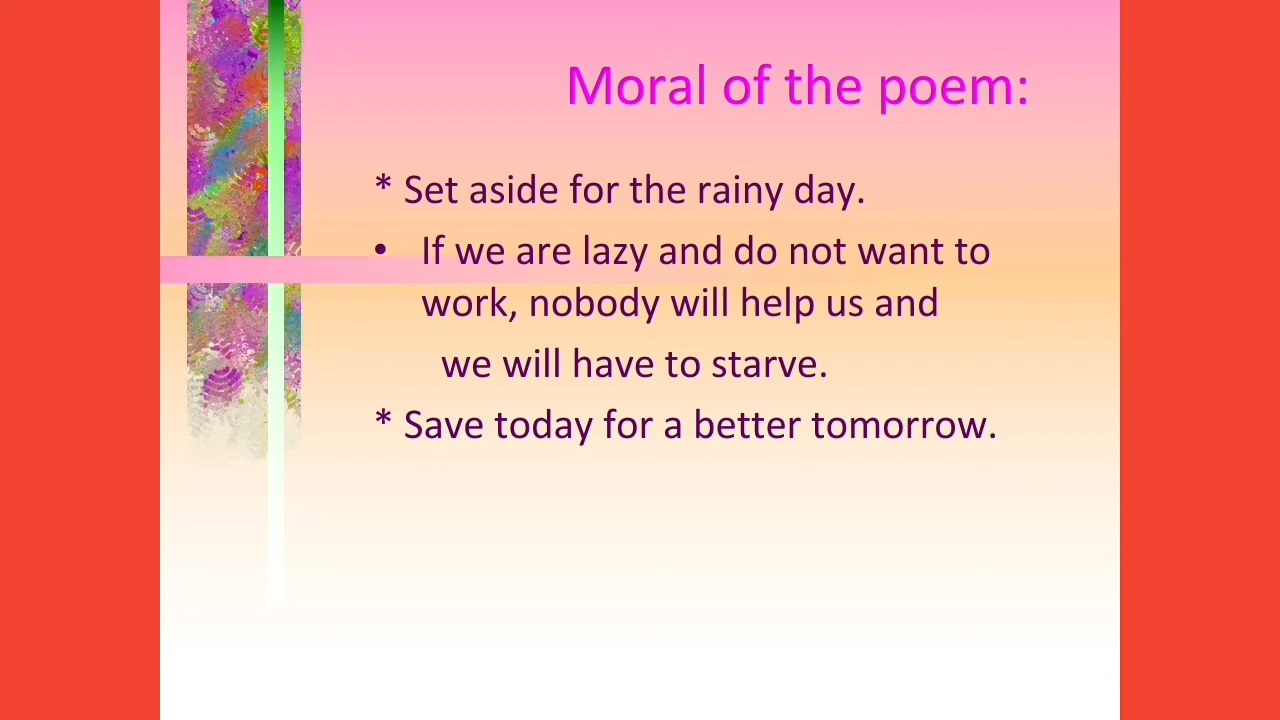 Moral of the poem:
* Set aside for the rainy day.
• If we are lazy and do not want to
work, nobody will help us and
we will have to starve.
* Save today for a better tomorrow.